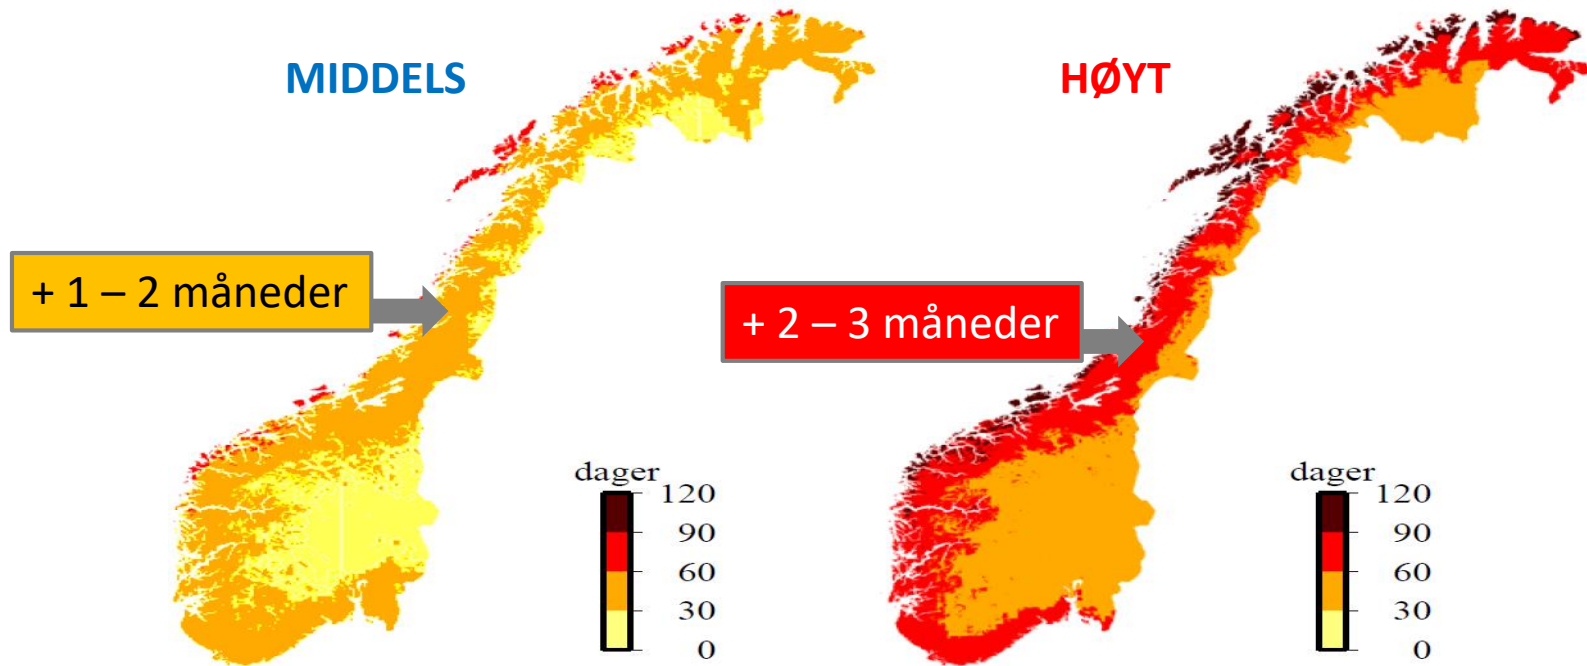 MIDDELS
HØYT
+ 1 – 2 måneder
+ 2 – 3 måneder
dager
120
90
60
30
0
dager
120
90
60
30
0